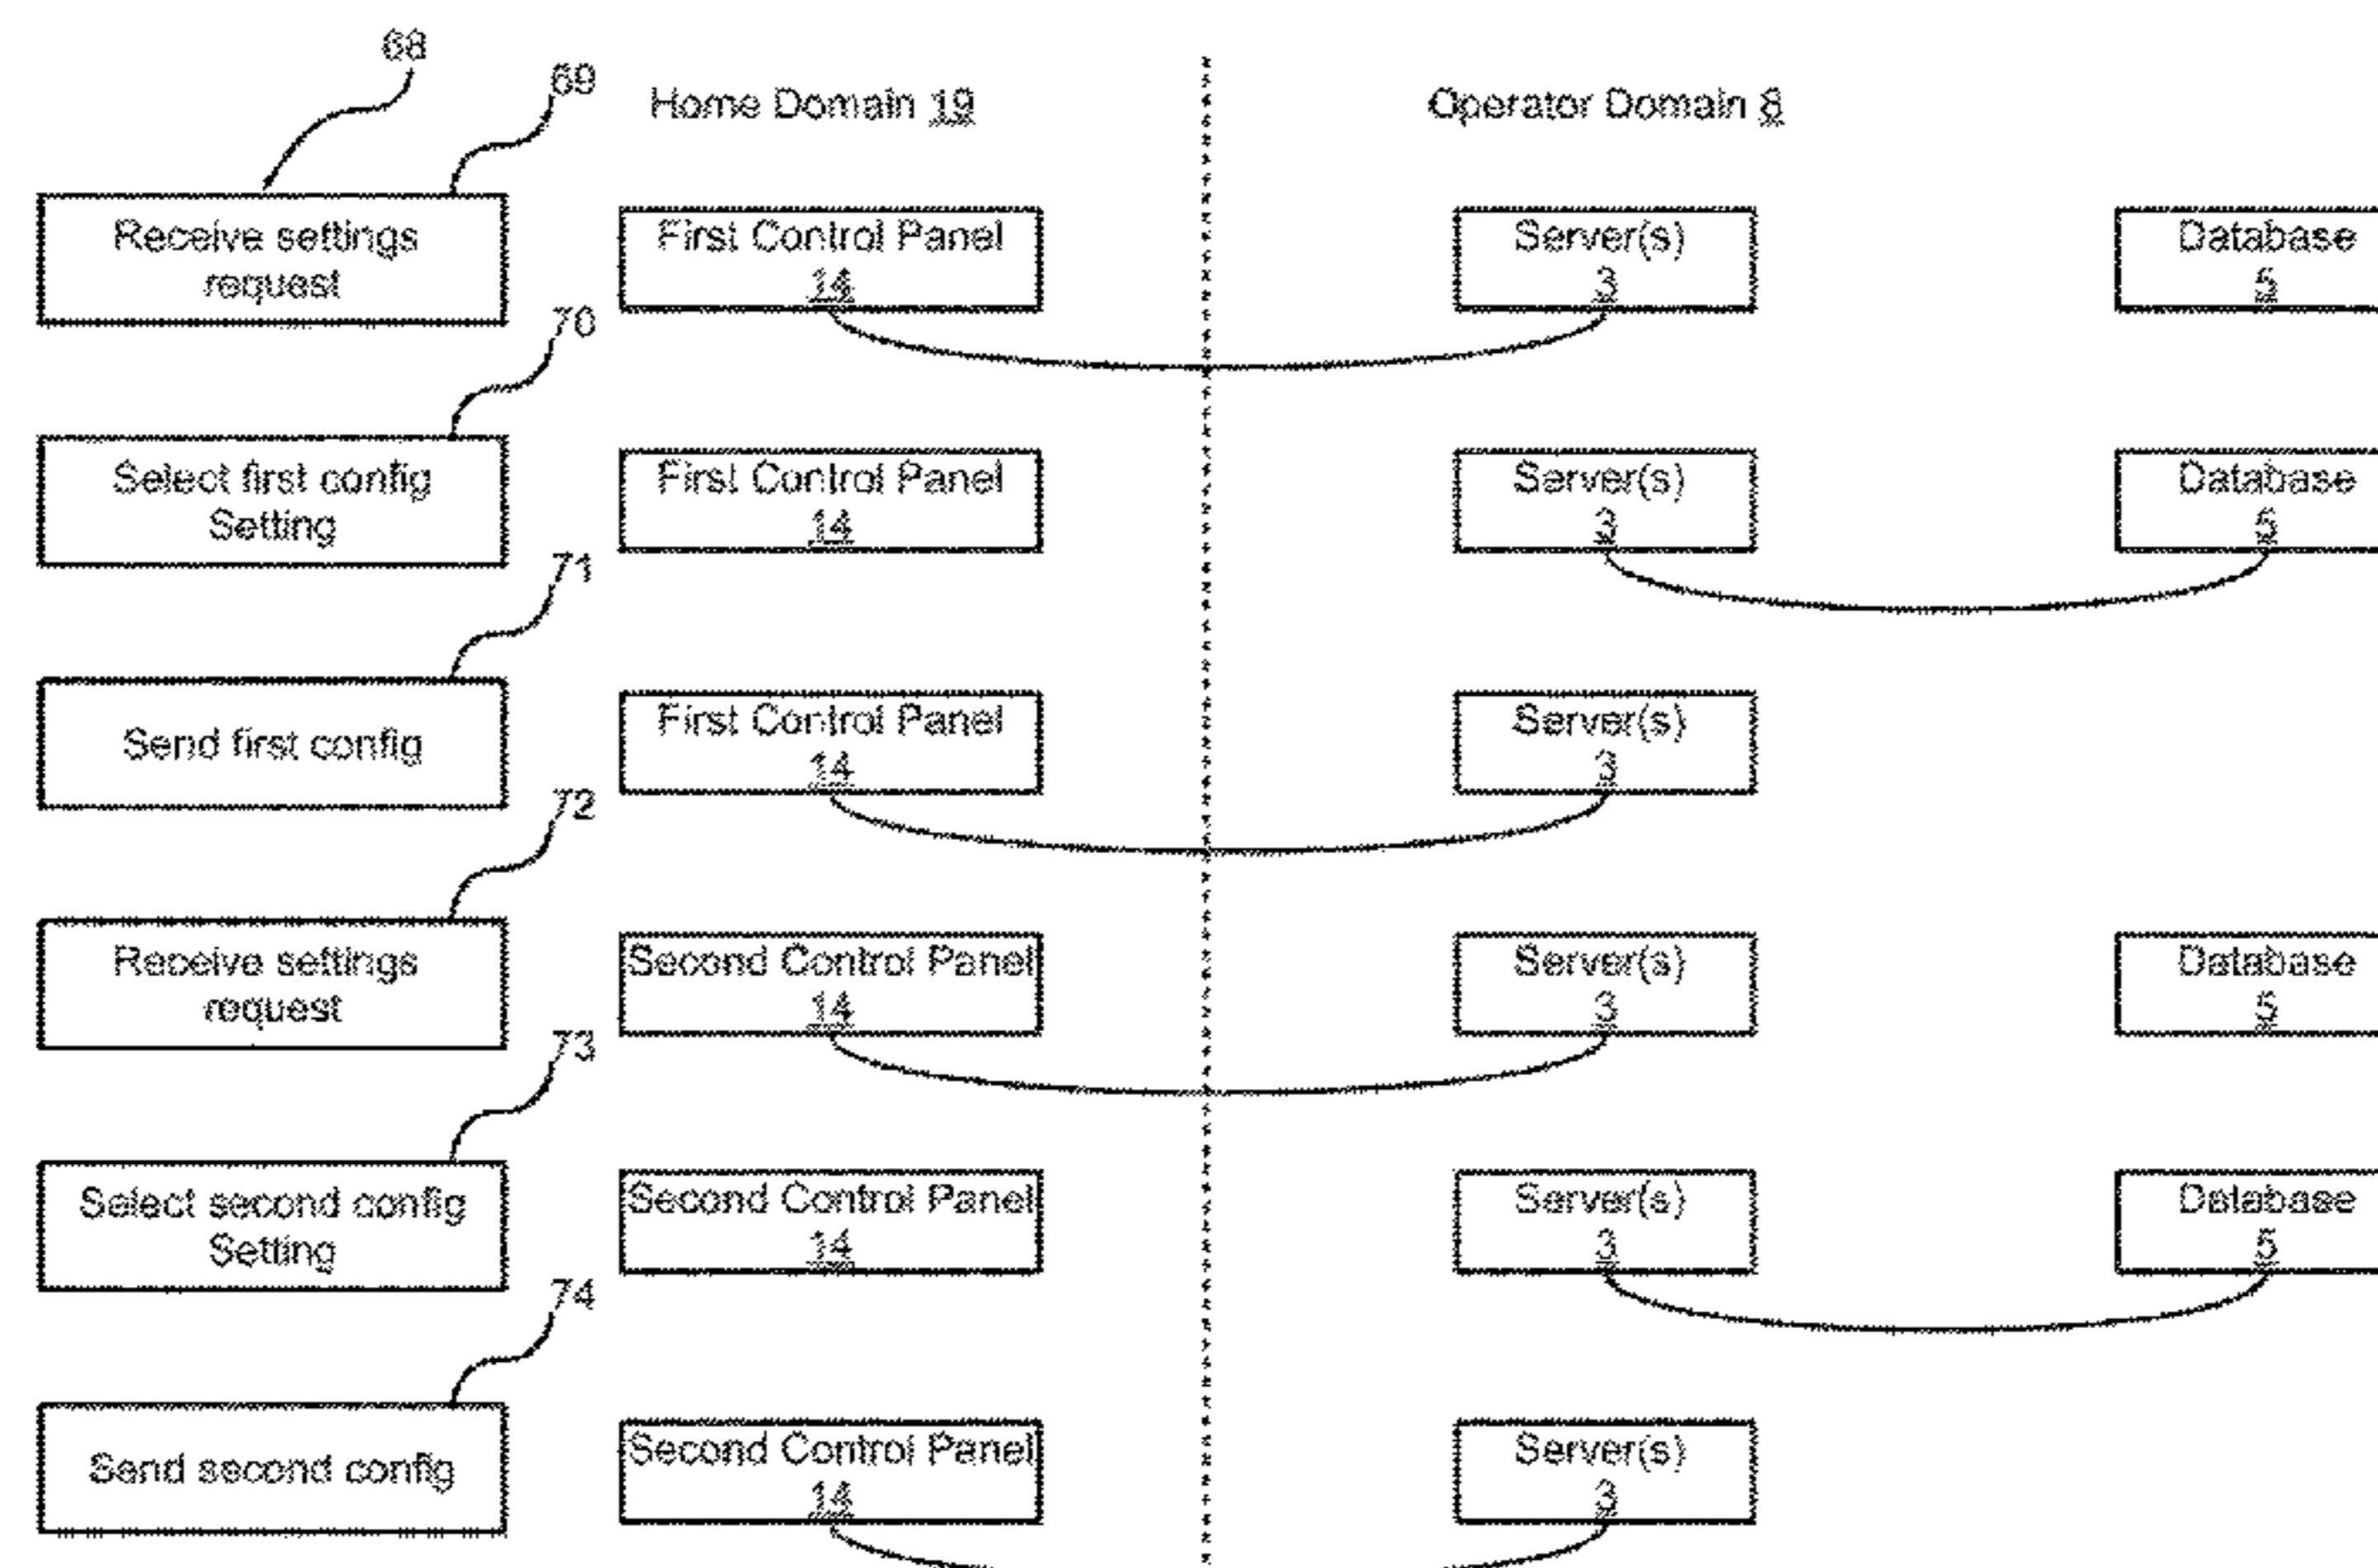 68
69
Home Domain 19
Operator Domain 8
Receive settings
request
First Control Panel
14
Server(s)
3
Database
5
70
Select first config
Setting
First Control Panel
14
Server(s)
3
Database
5
71
Send first config
First Control Panel
14
Server(s)
3
72
Receive settings
request
Second Control Panel
14
Server(s)
3
Database
5
73
Select second config
Setting
Second Control Panel
14
Server(s)
3
Database
5
74
Send second config
Second Control Panel
14
Server(s)
3